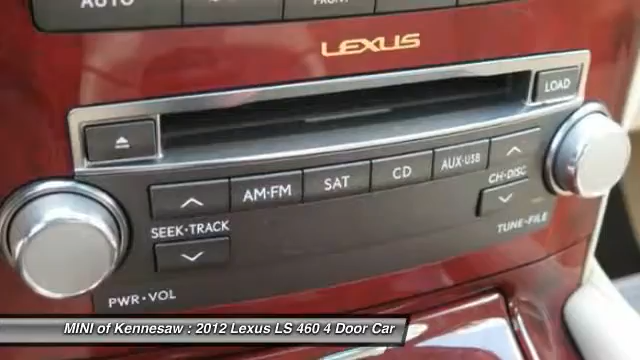 AUTO
FRONT
LEXUS
LOAD
AM·FM
SAT
CD
AUX·USB
CH·DISC
SEEK·TRACK
TUNE·FILE
PWR·VOL
MINI of Kennesaw : 2012 Lexus LS 460 4 Door Car